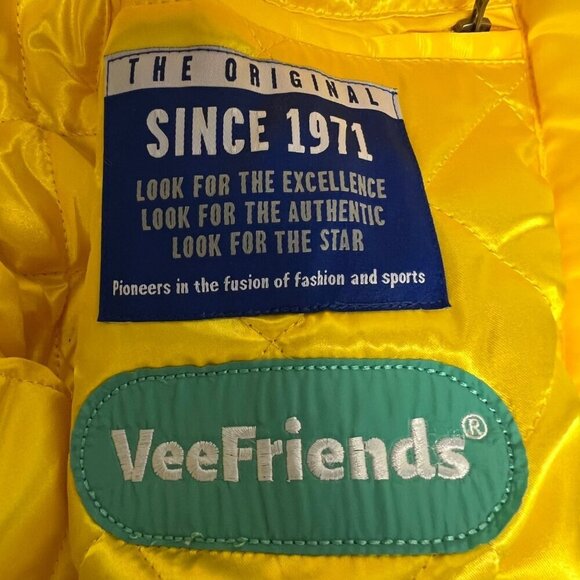 THE ORIGINAL
SINCE 1971
LOOK FOR THE EXCELLENCE
LOOK FOR THE AUTHENTIC
LOOK FOR THE STAR
Pioneers in the fusion of fashion and sports
VeeFriends®